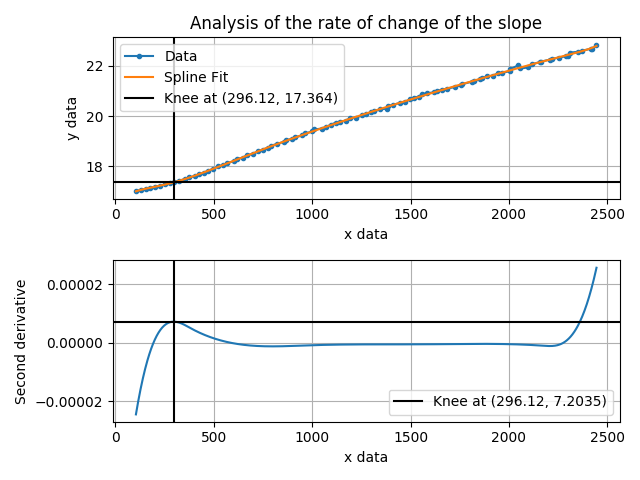 Analysis of the rate of change of the slope
Data
Spline Fit
Knee at (296.12, 17.364)
y data
22
20
18
0
500
1000
1500
2000
2500
x data
Second derivative
0.00002
0.00000
−0.00002
Knee at (296.12, 7.2035)
0
500
1000
1500
2000
2500
x data